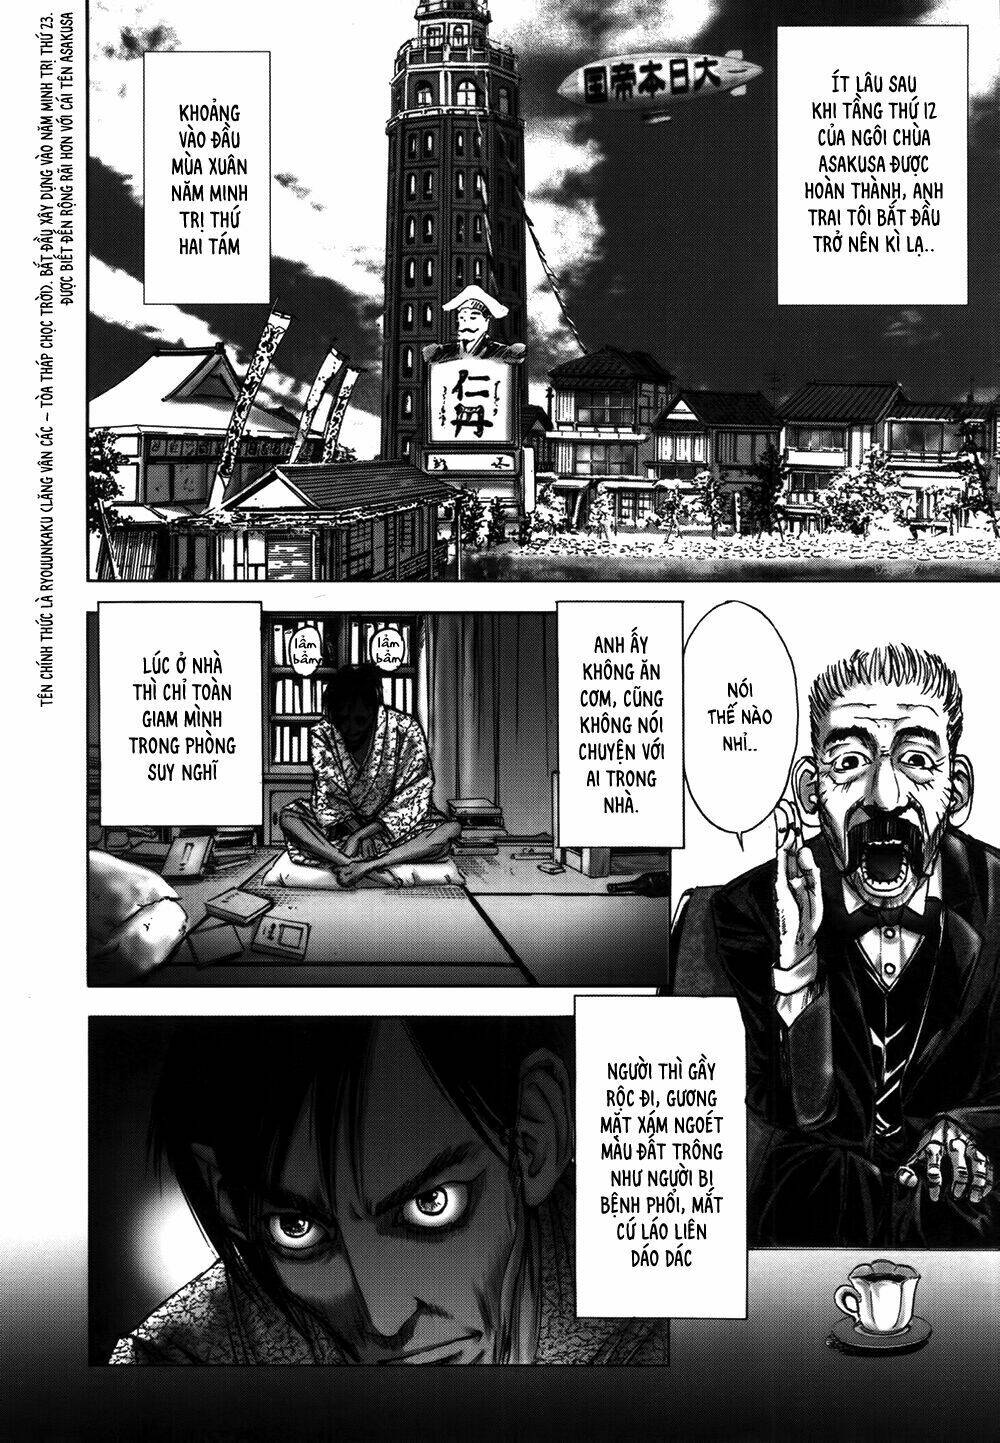 ÍT LÂU SAU
KHI TẦNG THỨ 12
CỦA NGÔI CHÙA
ASAKUSA ĐƯỢC
HOÀN THÀNH, ANH
TRAI TÔI BẮT ĐẦU
TRỞ NÊN KÌ LẠ..
国帝本日大
KHOẢNG
VÀO ĐẦU
MÙA XUÂN
NĂM MINH
TRỊ THỨ
HAI TÁM
仁丹
TÊN CHÍNH THỨC LÀ RYOUUNKAKU (LĂNG VÂN CÁC – TÒA THÁP CHỌC TRỜI). BẮT ĐẦU XÂY DỰNG VÀO NĂM MINH TRỊ THỨ 23.
ĐƯỢC BIẾT ĐẾN RỘNG RÃI HƠN VỚI CÁI TÊN ASAKUSA
NÓI
THẾ NÀO
NHỈ..
ANH ẤY
KHÔNG ĂN
CƠM, CŨNG
KHÔNG NÓI
CHUYỆN VỚI
AI TRONG
NHÀ.
lẩm
bẩm
lẩm
bẩm
LÚC Ở NHÀ
THÌ CHỈ TOÀN
GIAM MÌNH
TRONG PHÒNG
SUY NGHĨ
NGƯỜI THÌ GẦY
RỘC ĐI, GƯƠNG
MẶT XÁM NGOÉT
MÀU ĐẤT TRÔNG
NHƯ NGƯỜI BỊ
BỆNH PHỔI, MẮT
CỨ LÁO LIÊN
DÁO DÁC